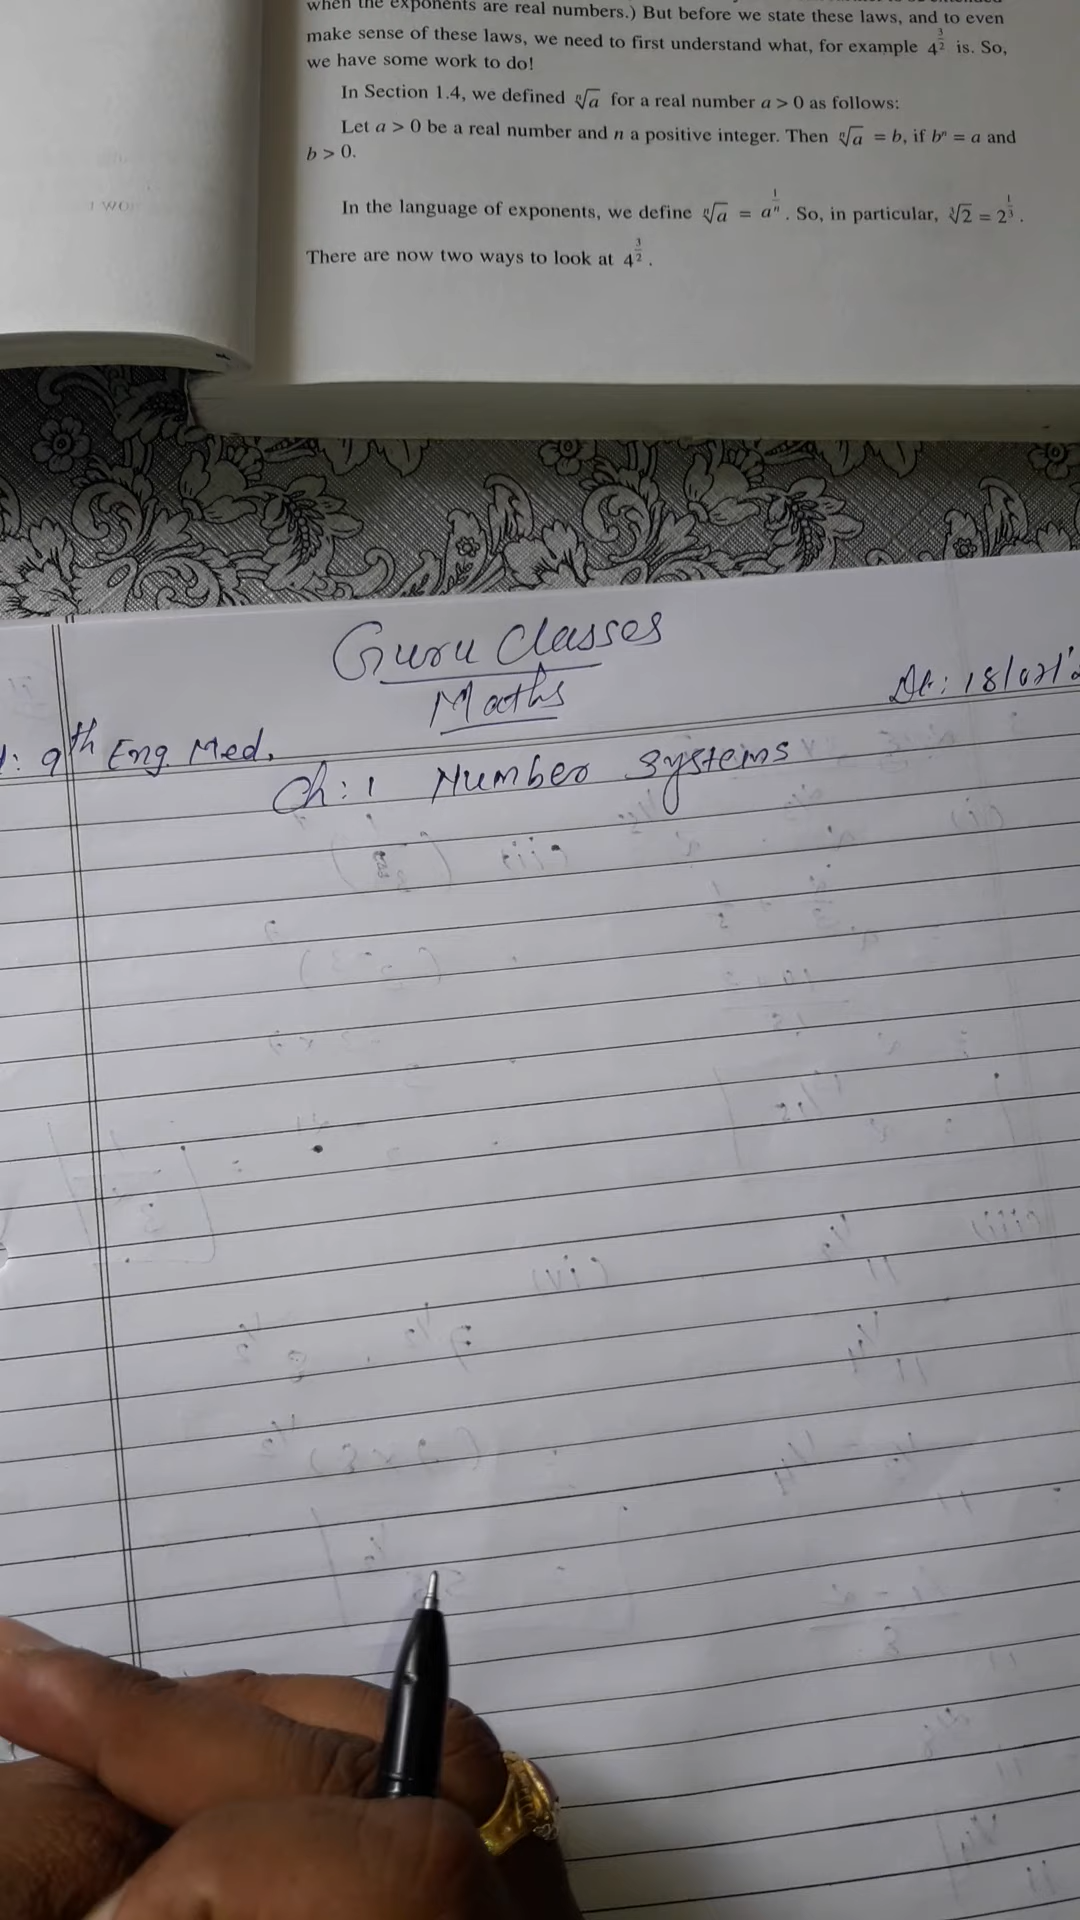 when the exponents are real numbers.) But before we state these laws, and to even
make sense of these laws, we need to first understand what, for example 4^(3/2) is. So,
we have some work to do!
In Section 1.4, we defined ⁿ√a for a real number a > 0 as follows:
Let a > 0 be a real number and n a positive integer. Then ⁿ√a = b, if bⁿ = a and
b > 0.
In the language of exponents, we define ⁿ√a = a^(1/n). So, in particular, ³√2 = 2^(1/3).
There are now two ways to look at 4^(3/2).
Guru Classes
Maths
9th Eng. Med.
Ch: 1 Number Systems